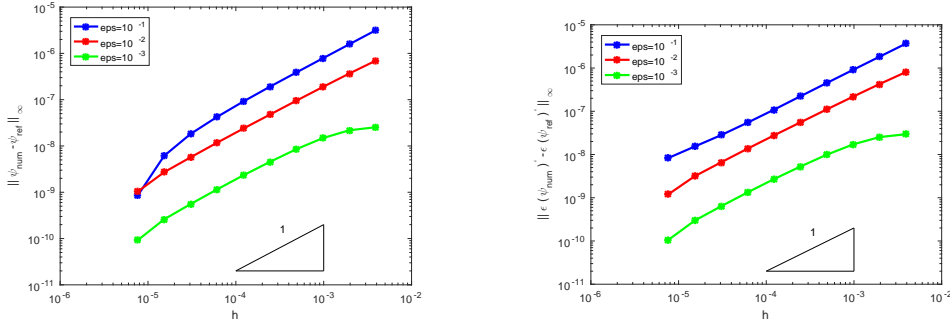 10^-5
10^-6
10^-7
10^-8
10^-9
10^-10
10^-11
|| ψ_num -ψ_ref ||_∞
eps=10^-1
eps=10^-2
eps=10^-3
1
10^-6
10^-5
10^-4
10^-3
10^-2
h
10^-5
10^-6
10^-7
10^-8
10^-9
10^-10
10^-11
|| ϵ (ψ_num)' -ϵ (ψ_ref)' ||_∞
eps=10^-1
eps=10^-2
eps=10^-3
1
10^-6
10^-5
10^-4
10^-3
10^-2
h